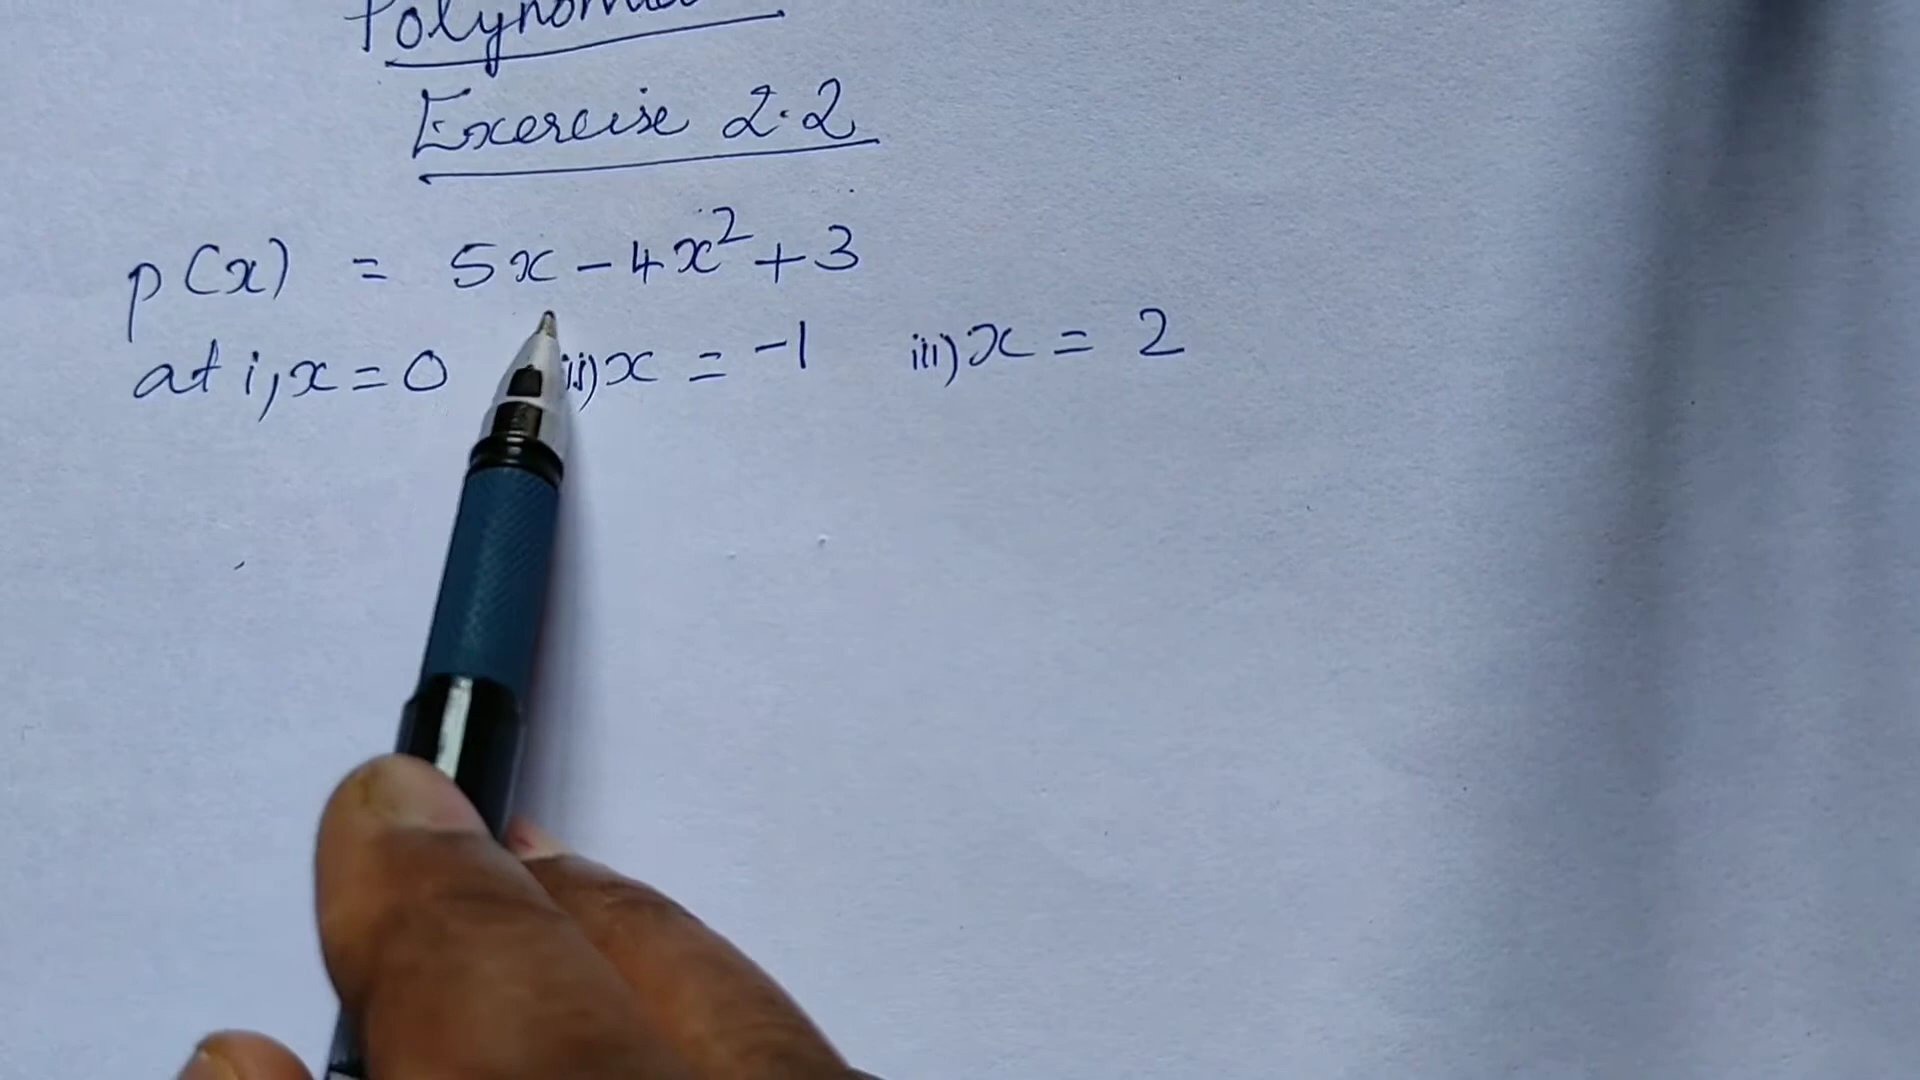 Exercise 2.2
p(x) = 5x - 4x² + 3
at i, x = 0 ii) x = -1 iii) x = 2